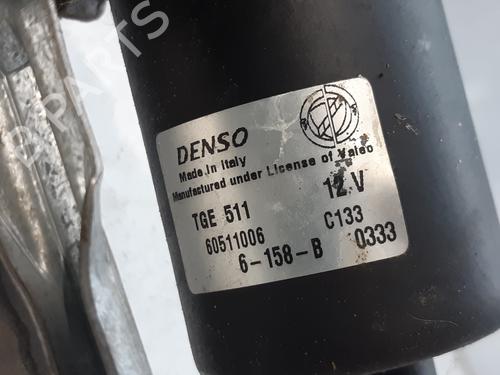 DENSO
Made in Italy
Manufactured under License of Valeo
TGE 511 12 V
60511006 C133
6-158-B 0333